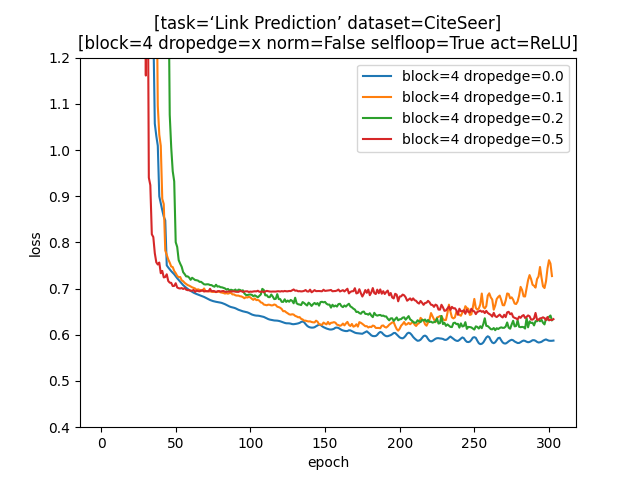 [task=‘Link Prediction’ dataset=CiteSeer]
[block=4 dropedge=x norm=False selfloop=True act=ReLU]
block=4 dropedge=0.0
block=4 dropedge=0.1
block=4 dropedge=0.2
block=4 dropedge=0.5
1.2
1.1
1.0
0.9
0.8
0.7
0.6
0.5
0.4
loss
0
50
100
150
200
250
300
epoch